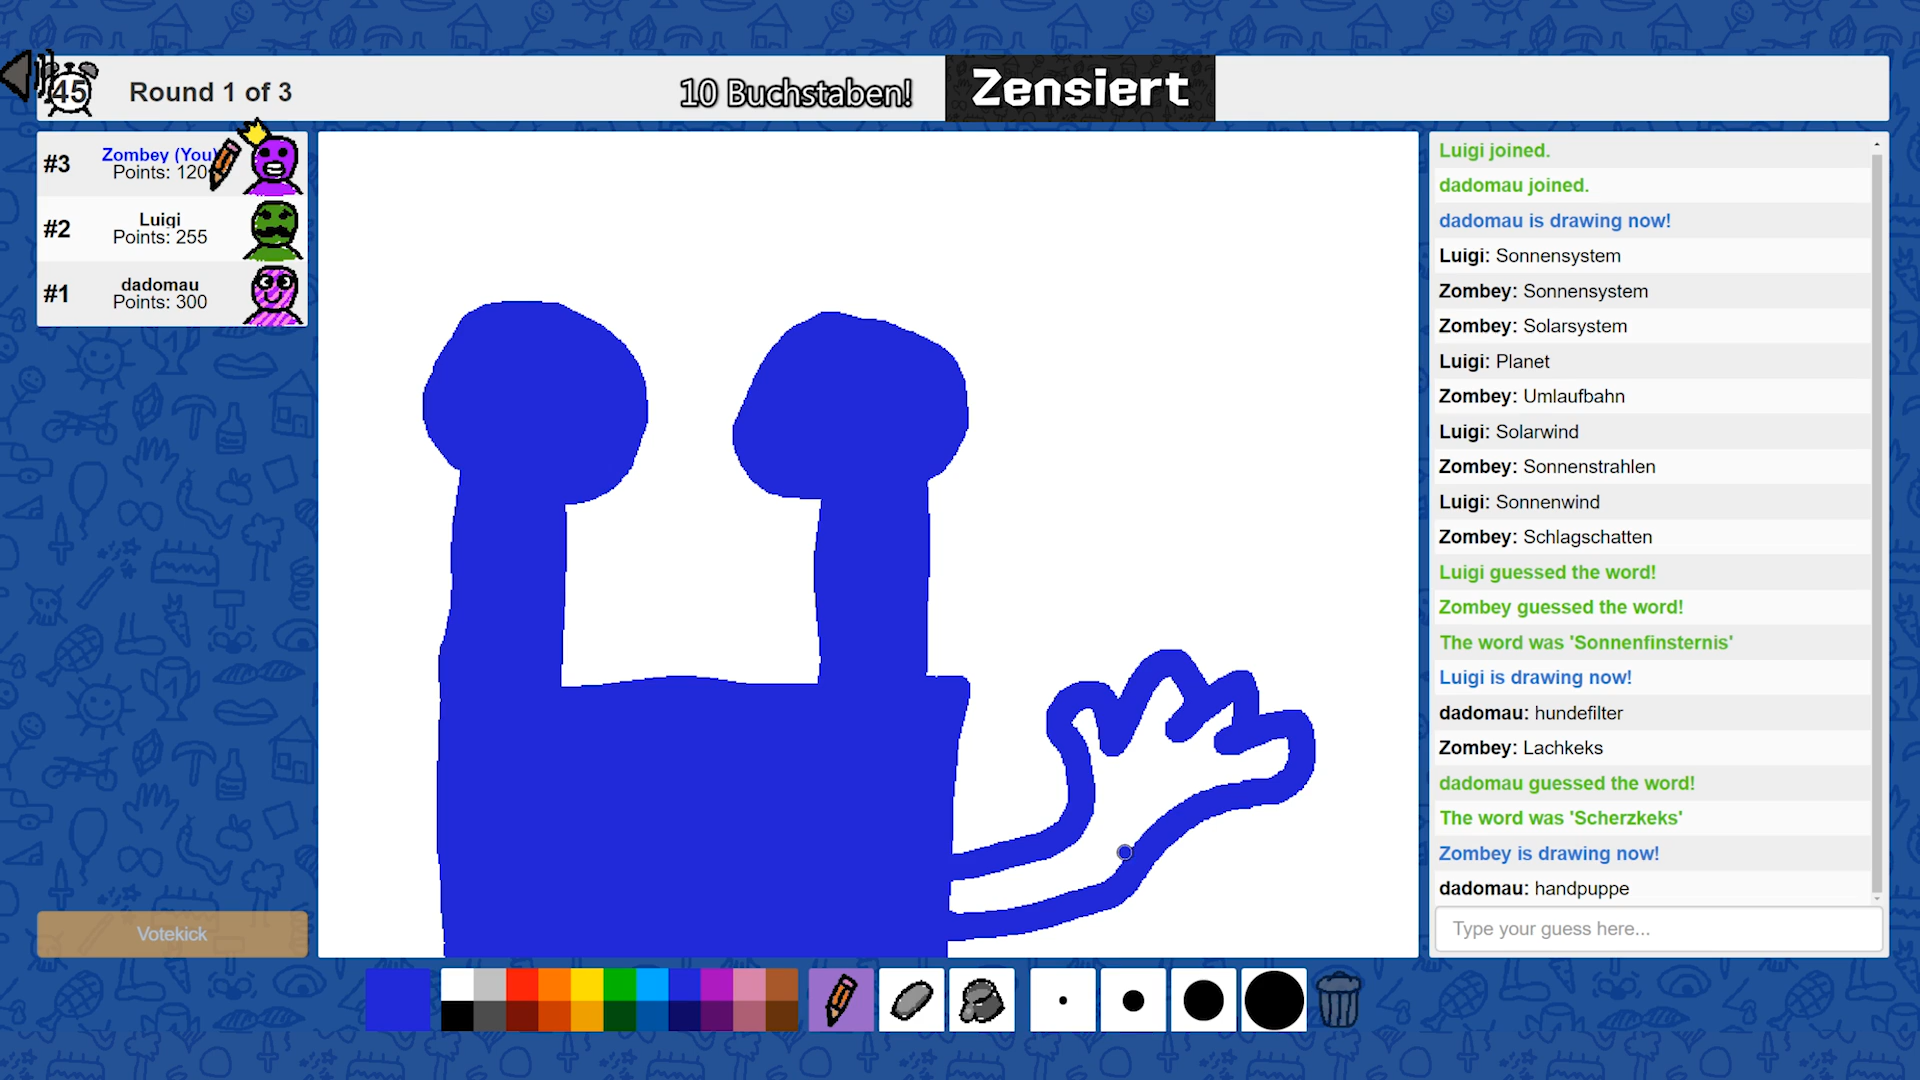 45
Round 1 of 3
10 Buchstaben!
Zensiert
#3
Zombey (You)
Points: 120
#2
Luigi
Points: 255
#1
dadomau
Points: 300
Votekick
Luigi joined.
dadomau joined.
dadomau is drawing now!
Luigi: Sonnensystem
Zombey: Sonnensystem
Zombey: Solarsystem
Luigi: Planet
Zombey: Umlaufbahn
Luigi: Solarwind
Zombey: Sonnenstrahlen
Luigi: Sonnenwind
Zombey: Schlagschatten
Luigi guessed the word!
Zombey guessed the word!
The word was 'Sonnenfinsternis'
Luigi is drawing now!
dadomau: hundefilter
Zombey: Lachkeks
dadomau guessed the word!
The word was 'Scherzkeks'
Zombey is drawing now!
dadomau: handpuppe
Type your guess here...